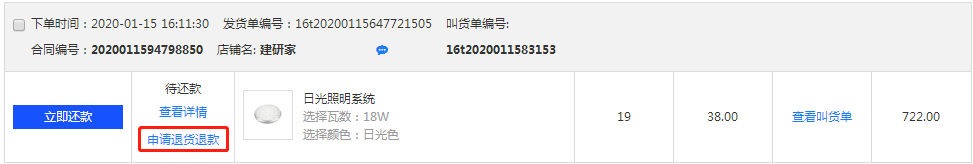 下单时间：2020-01-15 16:11:30 发货单编号：16t20200115647721505 叫货单编号:
合同编号：2020011594798850 店铺名: 建研家 16t2020011583153
立即还款
待还款
查看详情
申请退货退款
日光照明系统
选择瓦数：18W
选择颜色：日光色
19
38.00
查看叫货单
722.00